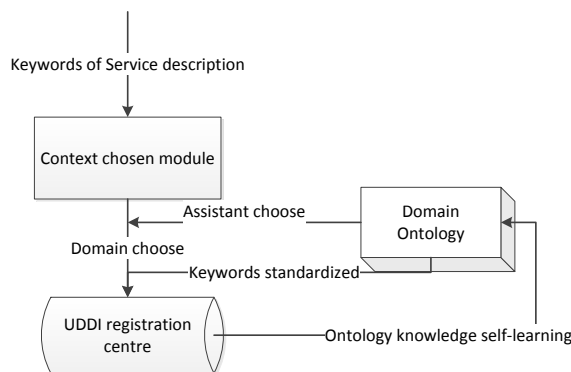 Keywords of Service description
Context chosen module
Assistant choose
Domain
Ontology
Domain choose
Keywords standardized
UDDI registration
centre
Ontology knowledge self-learning